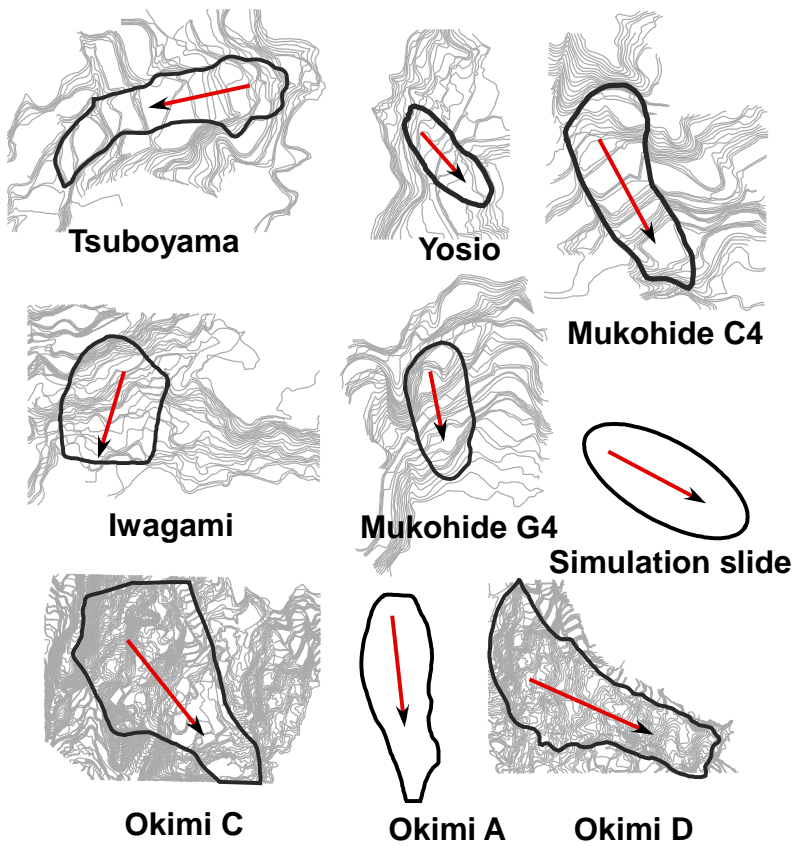 Tsuboyama
Yosio
Mukohide C4
Iwagami
Mukohide G4
Simulation slide
Okimi C
Okimi A
Okimi D